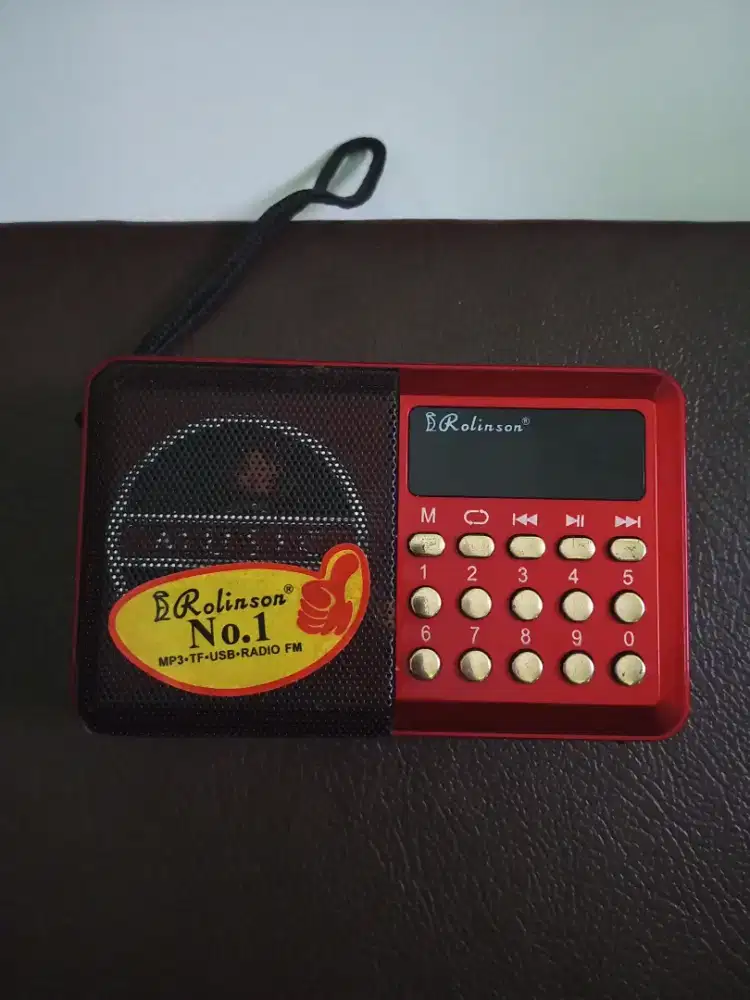 Rolinson®
M
1 2 3 4 5
6 7 8 9 0
Rolinson®
No.1
MP3•TF•USB•RADIO FM